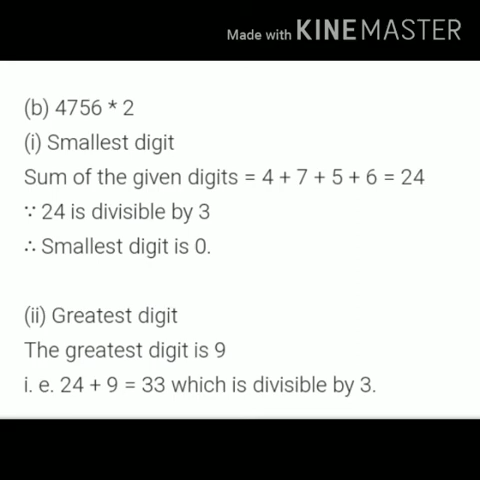 Made with KINEMASTER
(b) 4756 * 2
(i) Smallest digit
Sum of the given digits = 4 + 7 + 5 + 6 = 24
∵ 24 is divisible by 3
∴ Smallest digit is 0.
(ii) Greatest digit
The greatest digit is 9
i. e. 24 + 9 = 33 which is divisible by 3.